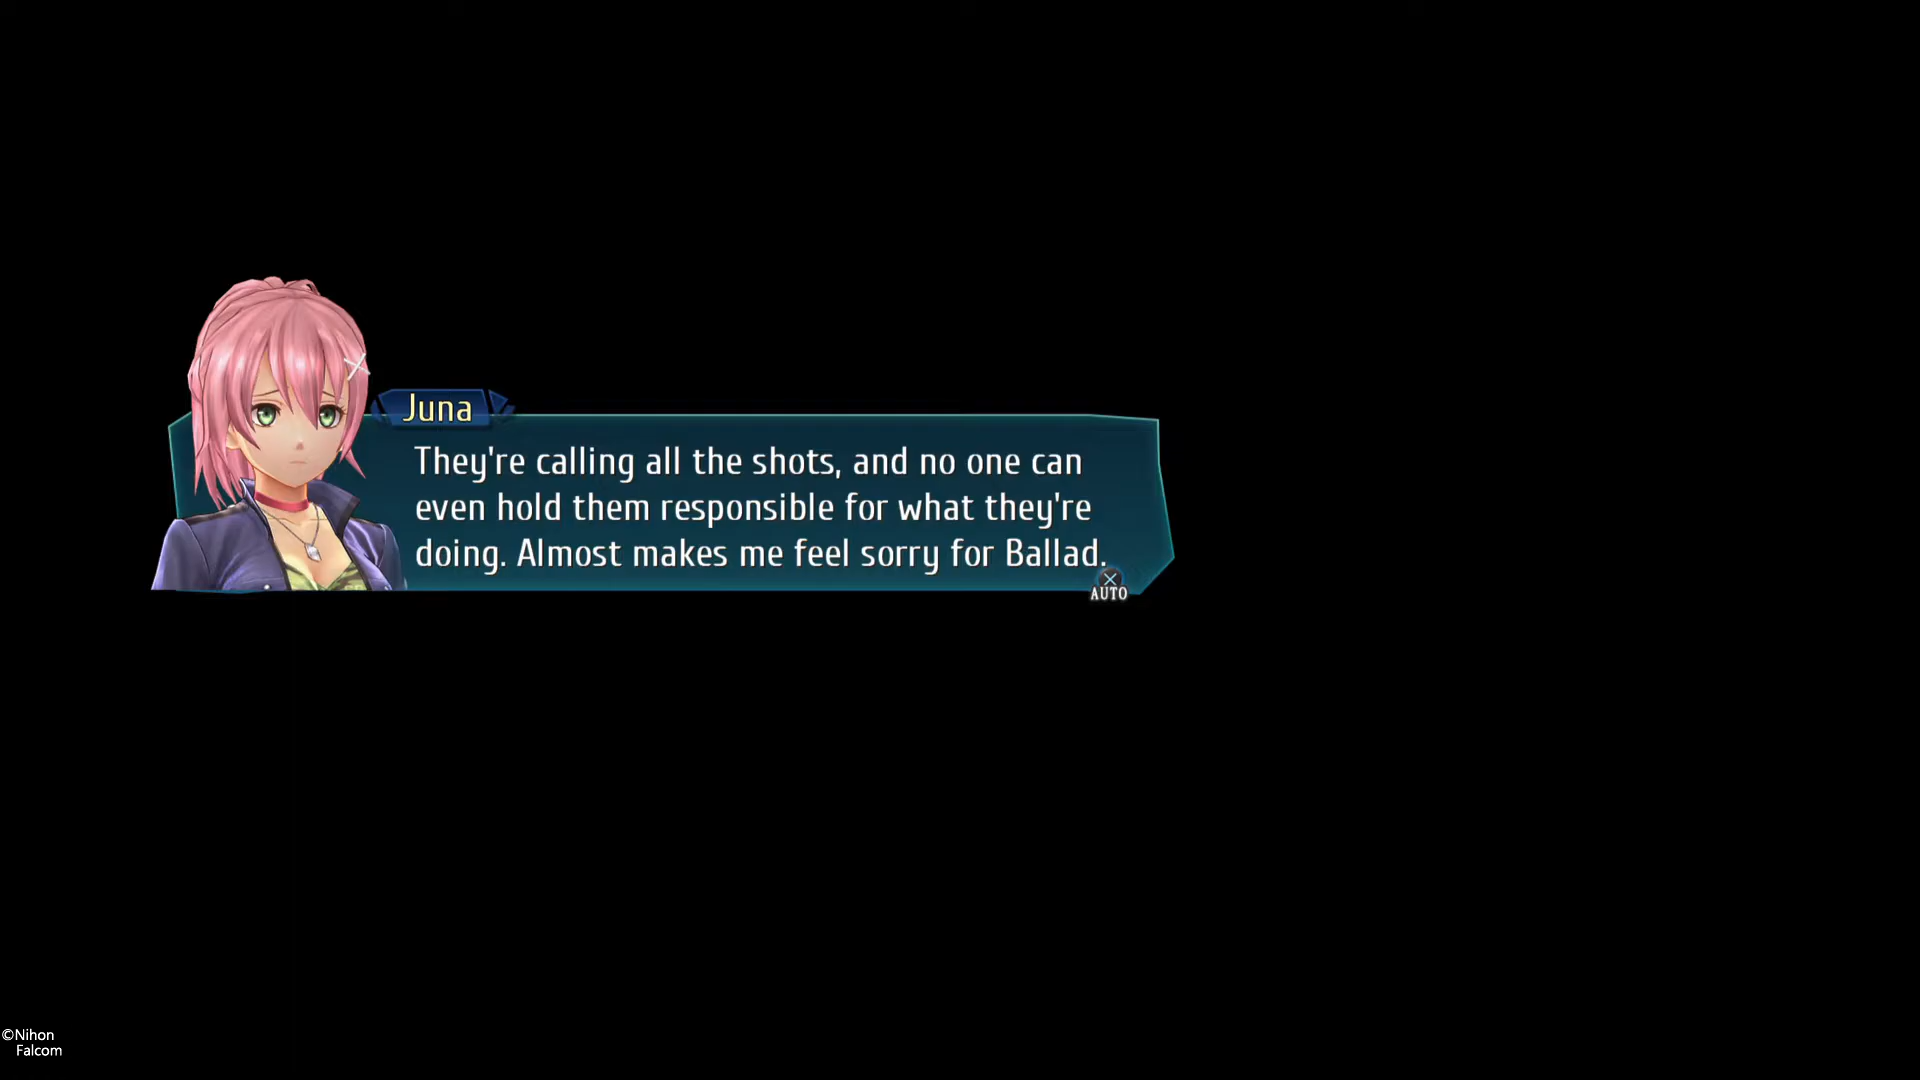 Juna
They're calling all the shots, and no one can
even hold them responsible for what they're
doing. Almost makes me feel sorry for Ballad.
AUTO
©Nihon
Falcom